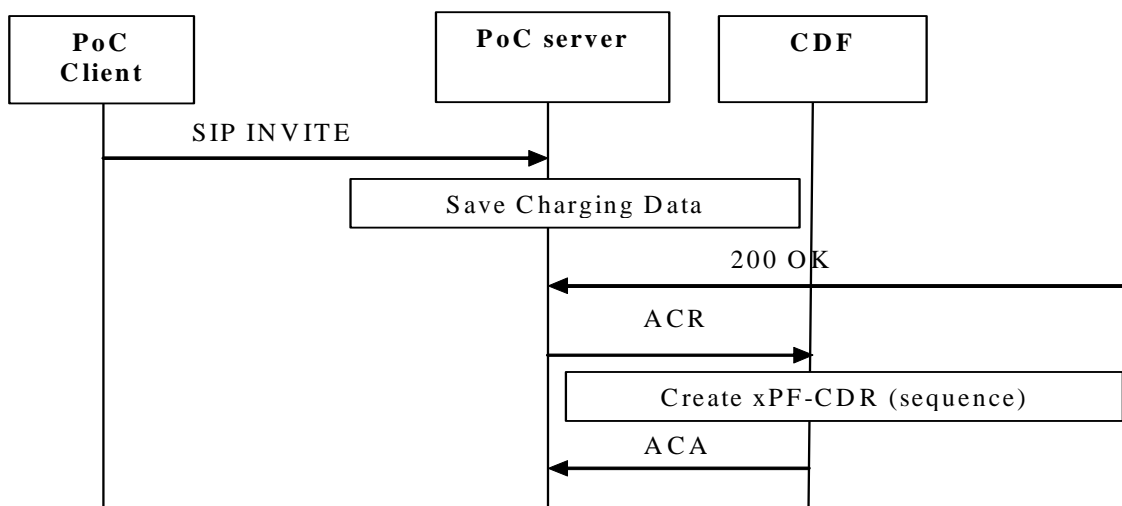 PoC
Client
PoC server
CDF
SIP INVITE
Save Charging Data
200 OK
ACR
Create xPF-CDR (sequence)
ACA